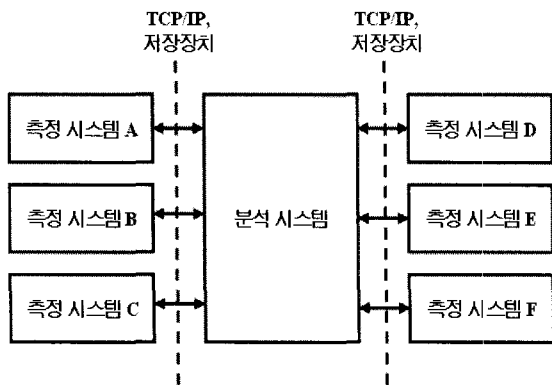 TCP/IP,
저장장치
TCP/IP,
저장장치
측정 시스템 A
측정 시스템 B
측정 시스템 C
분석 시스템
측정 시스템 D
측정 시스템 E
측정 시스템 F